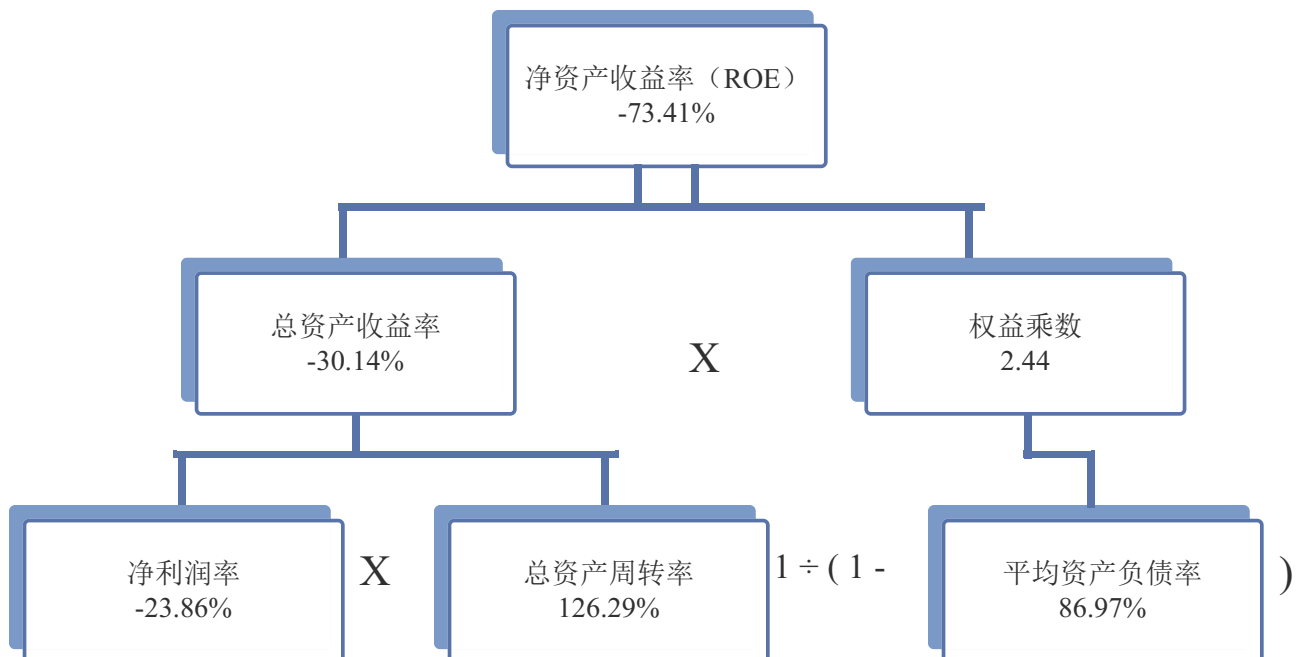 净资产收益率（ROE）
-73.41%
总资产收益率
-30.14%
X
权益乘数
2.44
净利润率
-23.86%
X
总资产周转率
126.29%
1 ÷ ( 1 -
平均资产负债率
86.97%
)